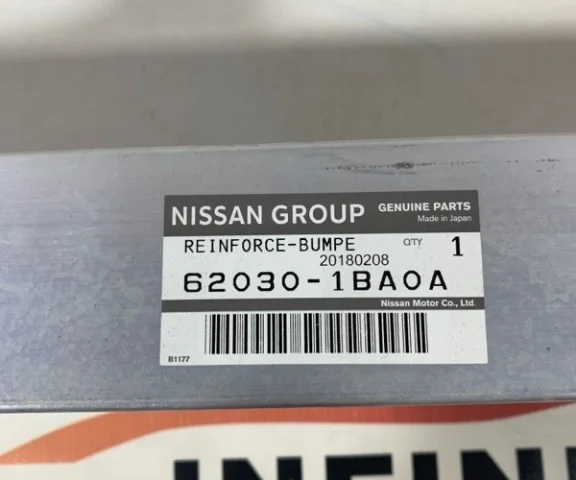 NISSAN GROUP GENUINE PARTS
Made in Japan
REINFORCE-BUMPE QTY 1
20180208
62030-1BA0A
Nissan Motor Co., Ltd.
B1177